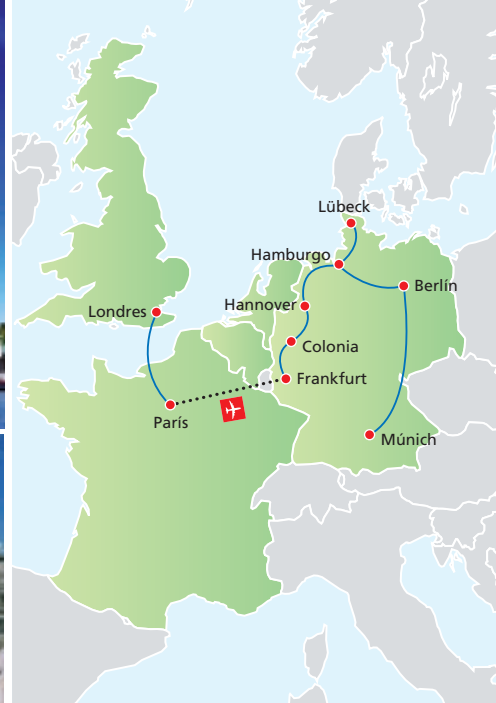 Lübeck
Hamburgo
Berlín
Hannover
Londres
Colonia
Frankfurt
París
Múnich